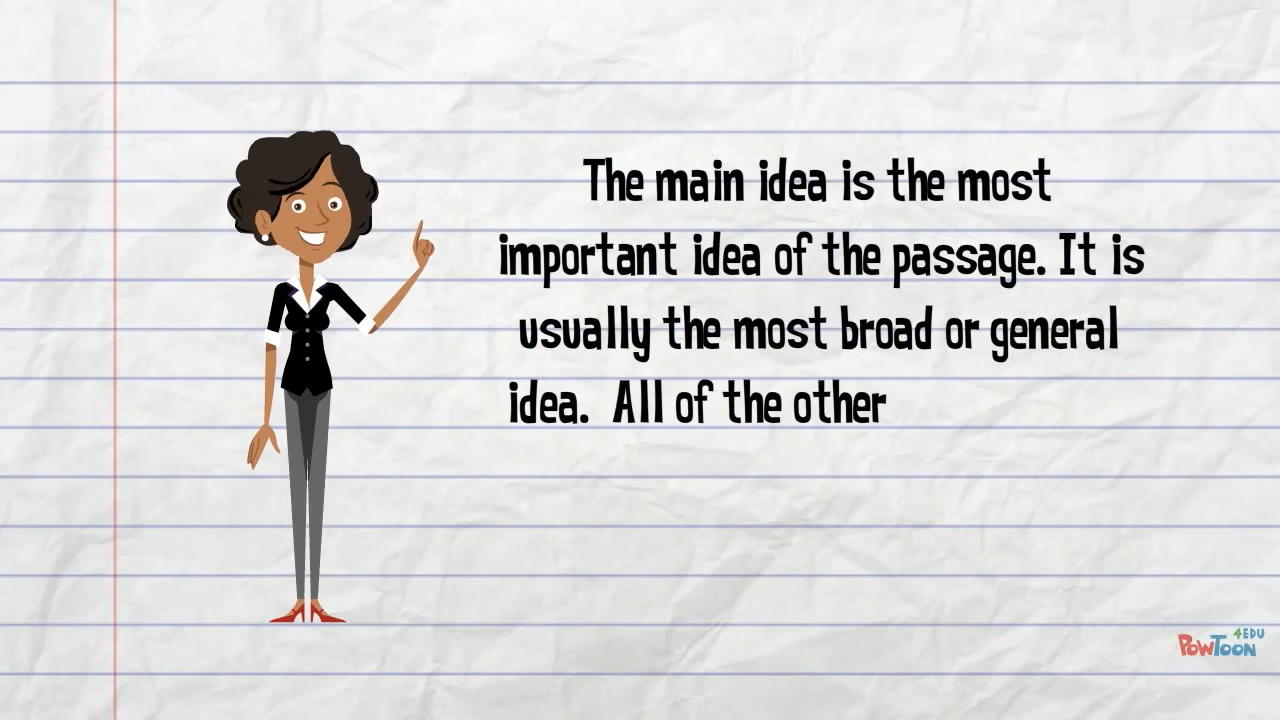 The main idea is the most
important idea of the passage. It is
usually the most broad or general
idea.  All of the other
4EDU
POWTOON